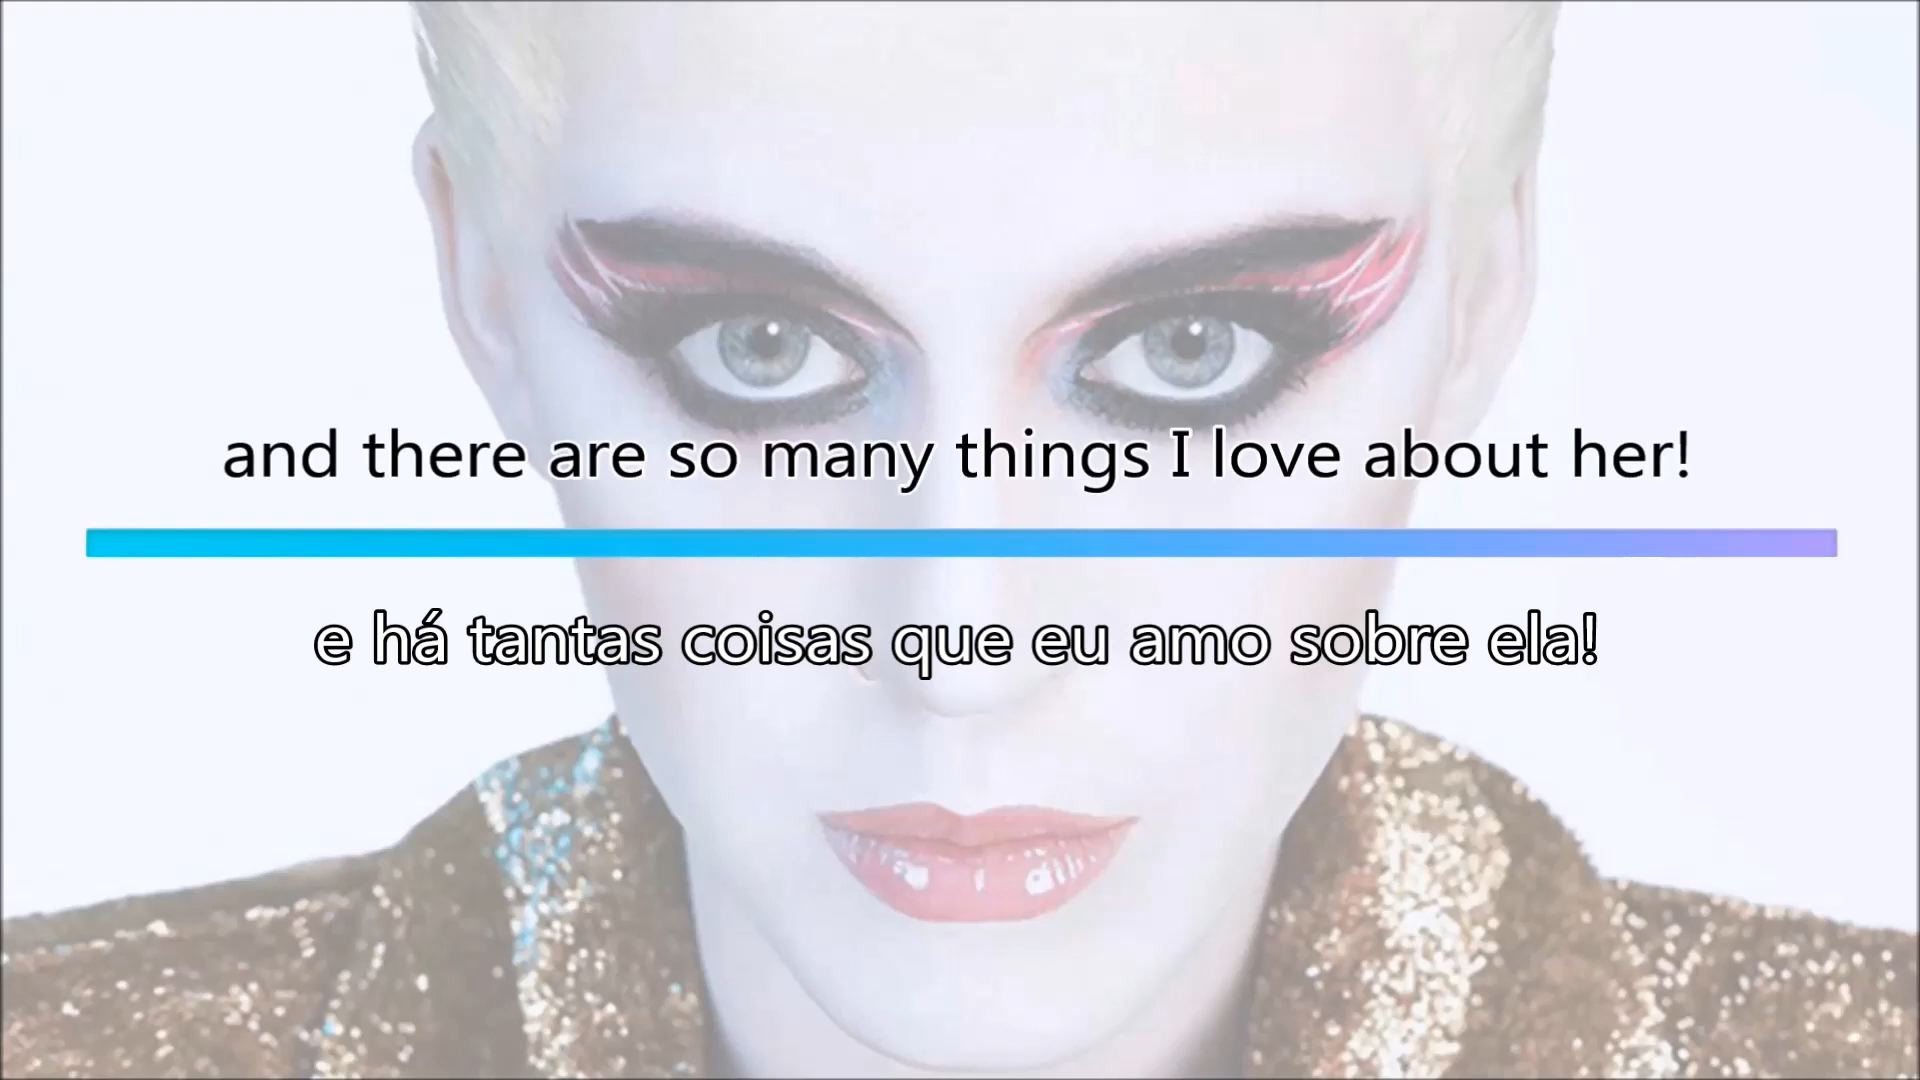 and there are so many things I love about her!
e há tantas coisas que eu amo sobre ela!